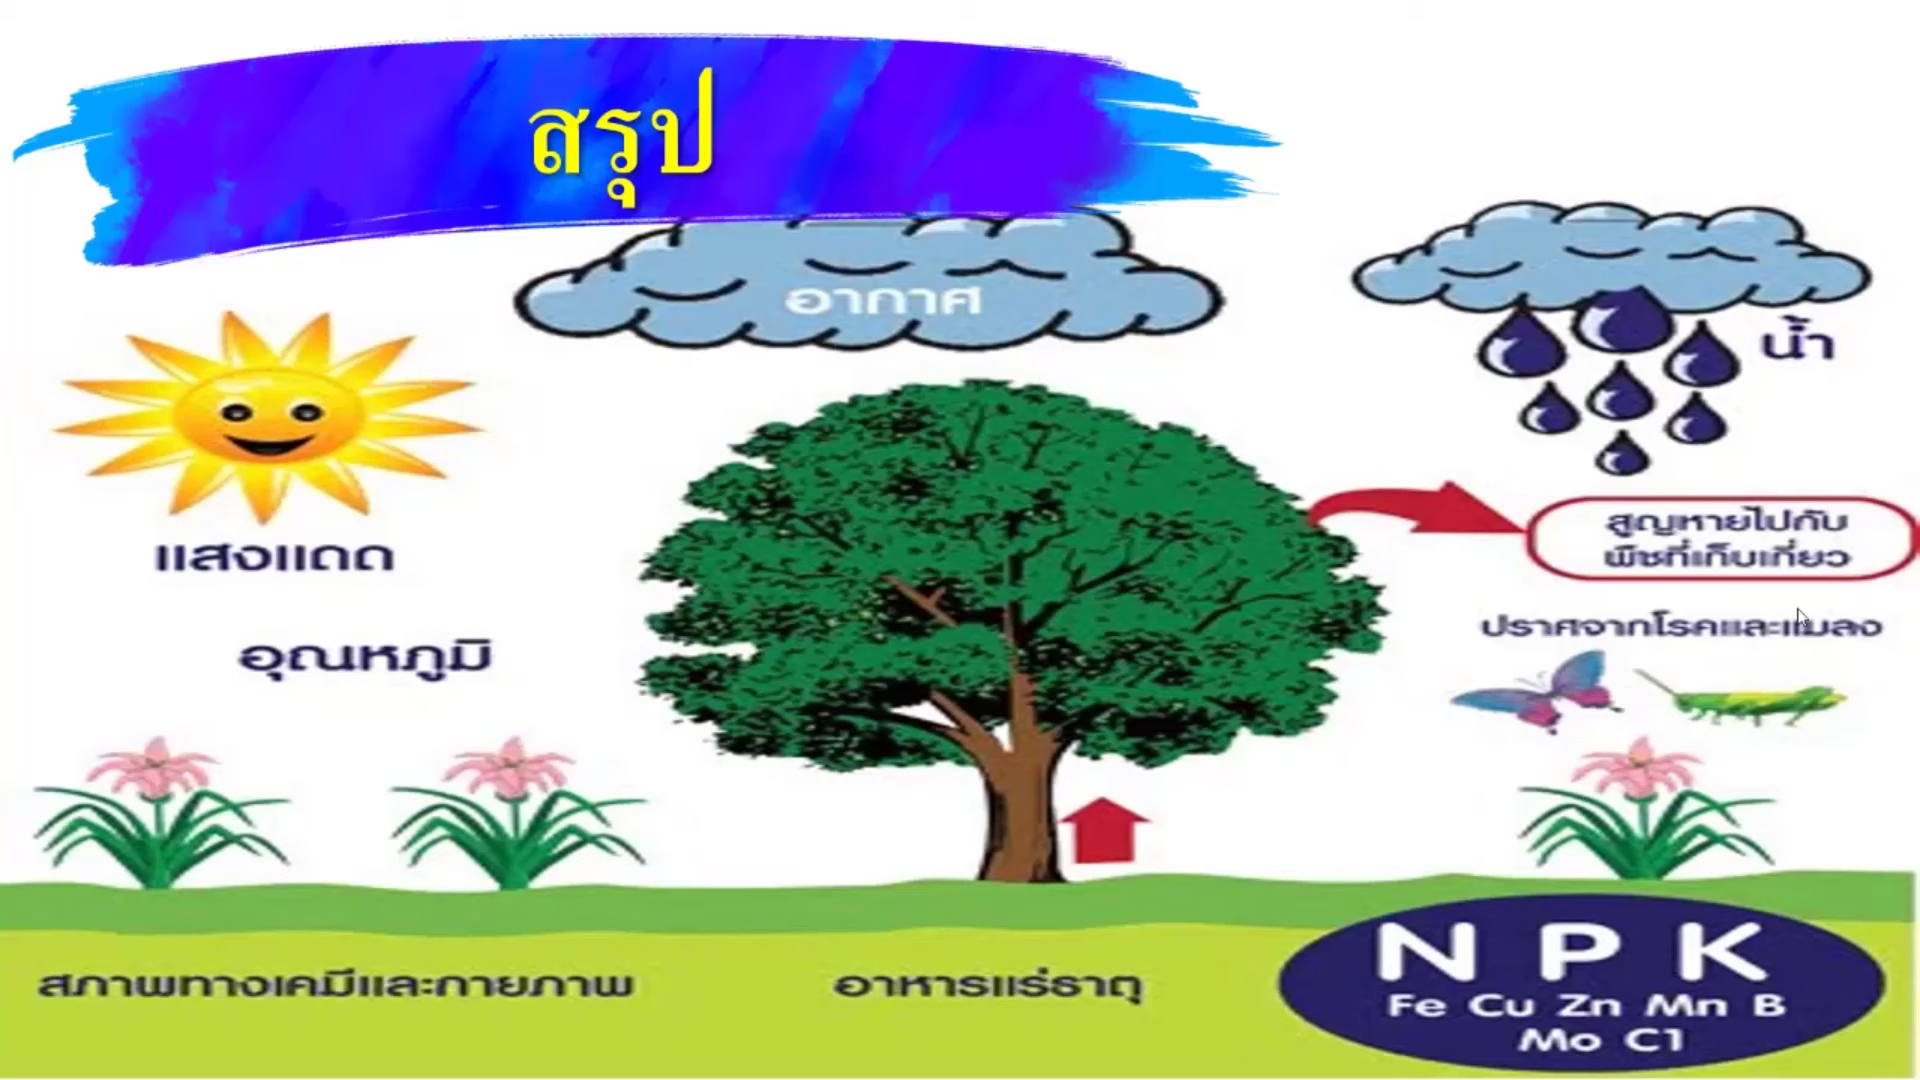 สรุป
อากาศ
น้ำ
แสงแดด
สูญหายไปกับ
พืชที่เก็บเกี่ยว
ปราศจากโรคและแมลง
อุณหภูมิ
สภาพทางเคมีและกายภาพ
อาหารแร่ธาตุ
N P K
Fe Cu Zn Mn B
Mo C1